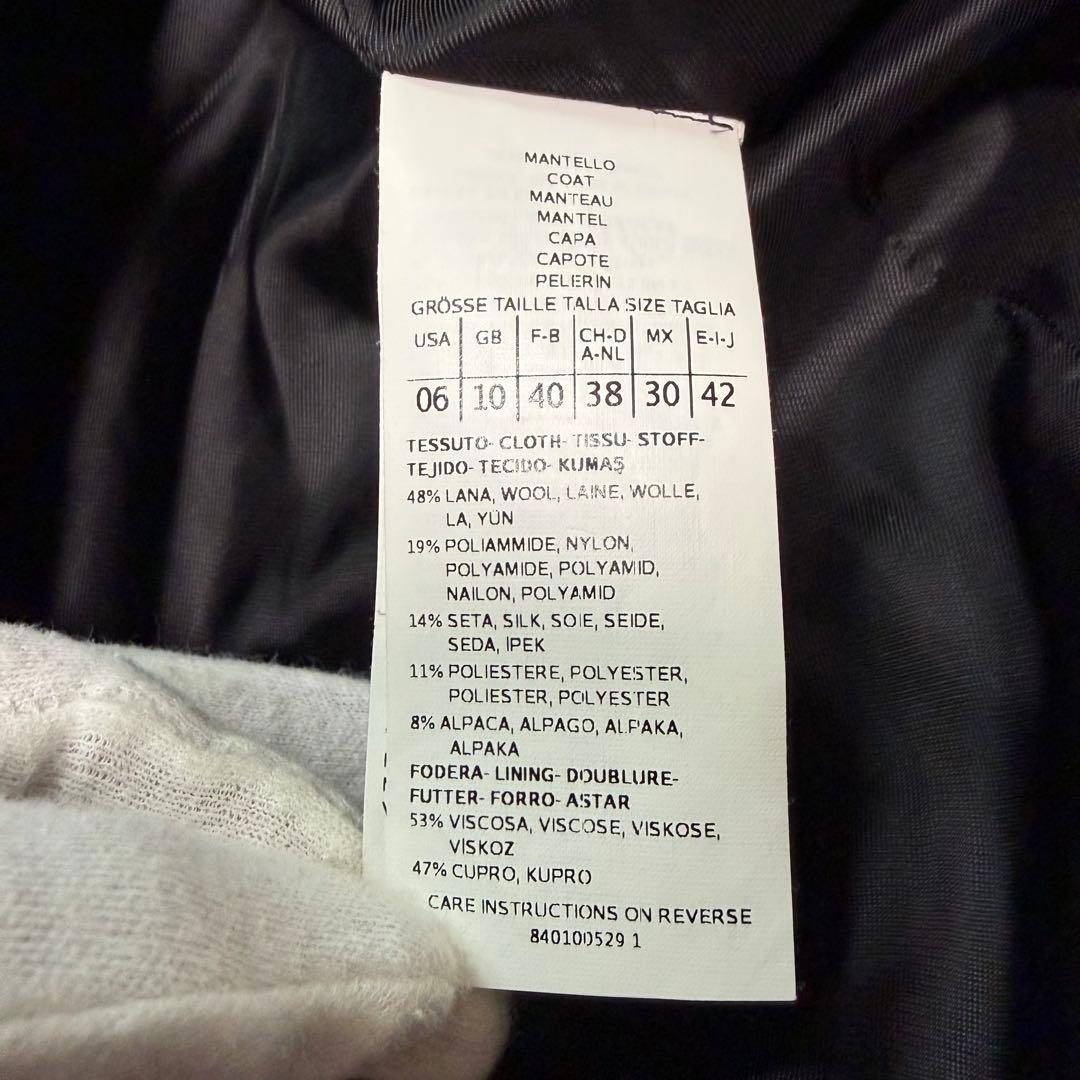 MANTELLO
COAT
MANTEAU
MANTEL
CAPA
CAPOTE
PELERIN
GRÖSSE TAILLE TALLA SIZE TAGLIA
USA GB F-B CH-D A-NL MX E-I-J
06 10 40 38 30 42
TESSUTO- CLOTH- TISSU- STOFF-
TEJIDO- TECIDO- KUMAŞ
48% LANA, WOOL, LAINE, WOLLE,
LA, YÜN
19% POLIAMMIDE, NYLON,
POLYAMIDE, POLYAMID,
NAILON, POLYAMID
14% SETA, SILK, SOIE, SEIDE,
SEDA, İPEK
11% POLIESTERE, POLYESTER,
POLIESTER, POLYESTER
8% ALPACA, ALPAGO, ALPAKA,
ALPAKA
FODERA- LINING- DOUBLURE-
FUTTER- FORRO- ASTAR
53% VISCOSA, VISCOSE, VISKOSE,
VİSKOZ
47% CUPRO, KUPRO
CARE INSTRUCTIONS ON REVERSE
840100529 1